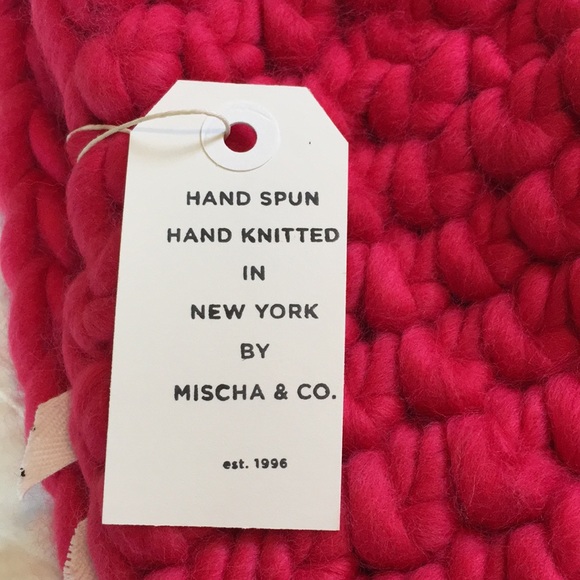 HAND SPUN
HAND KNITTED
IN
NEW YORK
BY
MISCHA & CO.
est. 1996